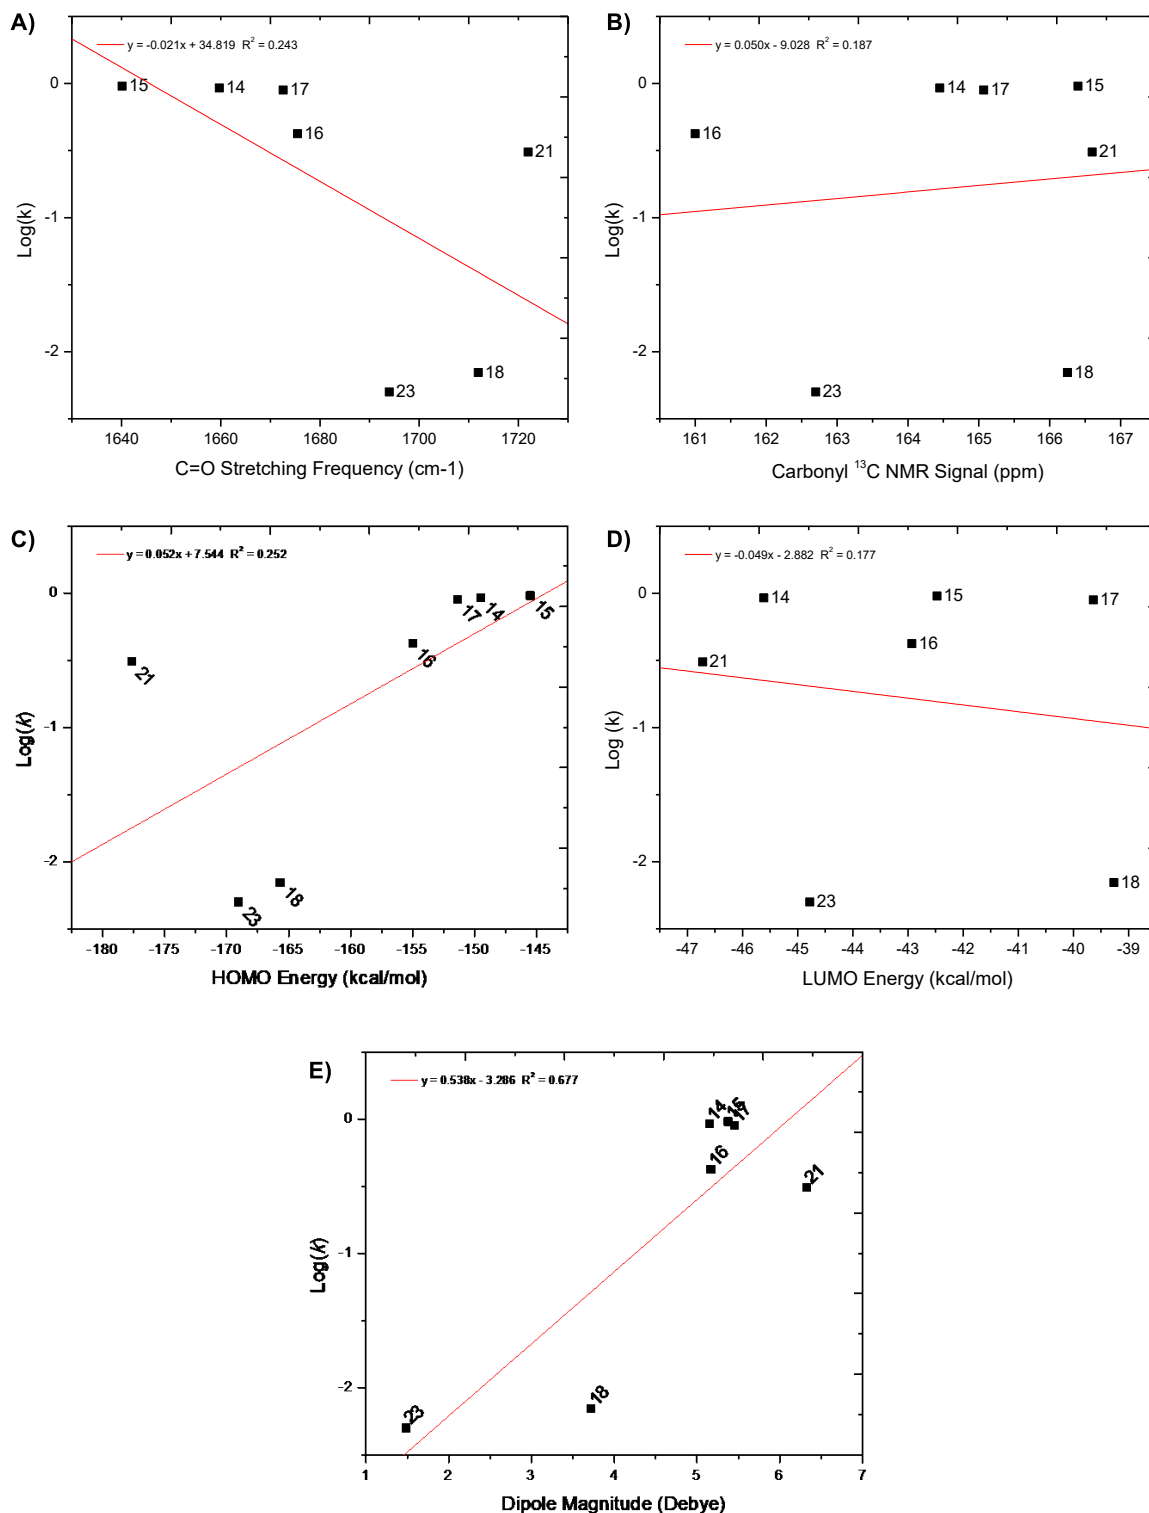 A)
y = -0.021x + 34.819 R² = 0.243
0
-1
-2
Log(k)
15
14
17
16
21
18
23
1640 1660 1680 1700 1720
C=O Stretching Frequency (cm-1)
B)
y = 0.050x - 9.028 R² = 0.187
0
-1
-2
Log(k)
14
17
15
16
21
18
23
161 162 163 164 165 166 167
Carbonyl ¹³C NMR Signal (ppm)
C)
y = 0.052x + 7.544 R² = 0.252
0
-1
-2
Log(k)
17
14
15
16
21
18
23
-180 -175 -170 -165 -160 -155 -150 -145
HOMO Energy (kcal/mol)
D)
y = -0.049x - 2.882 R² = 0.177
0
-1
-2
Log (k)
14
15
17
16
21
18
23
-47 -46 -45 -44 -43 -42 -41 -40 -39
LUMO Energy (kcal/mol)
E)
y = 0.538x - 3.286 R² = 0.677
0
-1
-2
Log(k)
14
15
17
16
21
18
23
1 2 3 4 5 6 7
Dipole Magnitude (Debye)